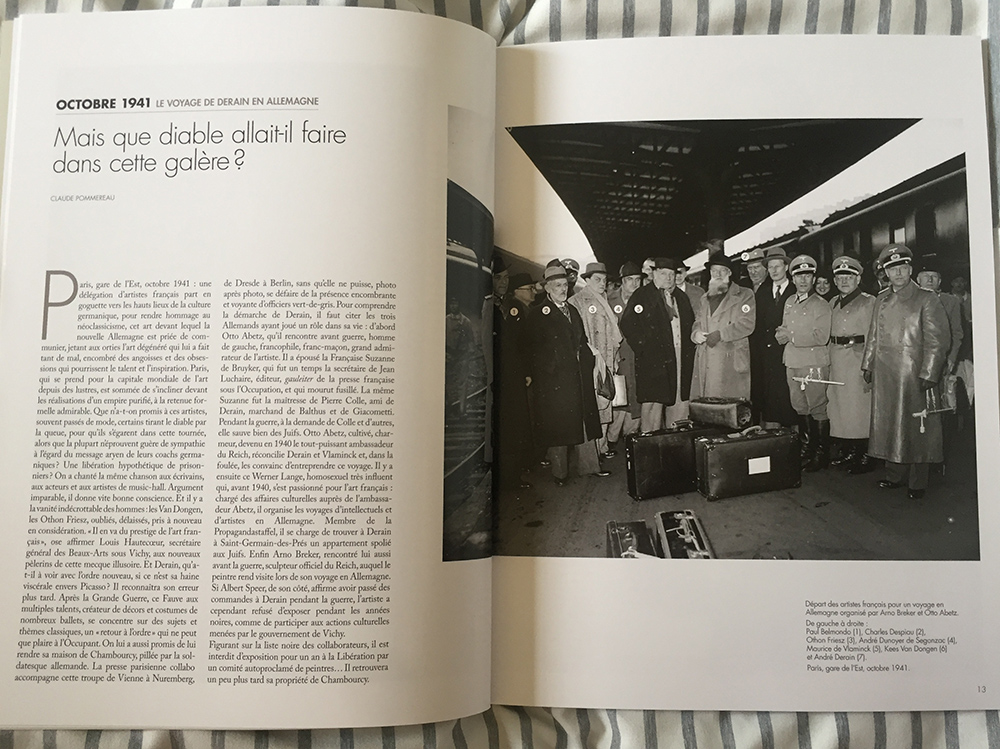 OCTOBRE 1941 LE VOYAGE DE DERAIN EN ALLEMAGNE
Mais que diable allait-il faire
dans cette galère ?
CLAUDE POMMEREAU
Paris, gare de l'Est, octobre 1941 : une
délégation d'artistes français part en
goguette vers les hauts lieux de la culture
germanique, pour rendre hommage au
néoclassicisme, cet art devant lequel la
nouvelle Allemagne est priée de com-
munier, jetant aux orties l'art dégénéré qui lui a fait
tant de mal, encombré des angoisses et des obses-
sions qui pourrissent le talent et l'inspiration. Paris,
qui se prend pour la capitale mondiale de l'art
depuis des lustres, est sommée de s'incliner devant
les réalisations d'un empire purifié, à la retenue for-
melle admirable. Que n'a-t-on promis à ces artistes,
souvent passés de mode, certains tirant le diable par
la queue, pour qu'ils s'égarent dans cette tournée,
alors que la plupart n'éprouvent guère de sympathie
à l'égard du message aryen de leurs coachs germa-
niques ? Une libération hypothétique de prison-
niers ? On a chanté la même chanson aux écrivains,
aux acteurs et aux artistes de music-hall. Argument
imparable, il donne vite bonne conscience. Et il y a
la vanité indécrottable des hommes : les Van Dongen,
les Othon Friesz, oubliés, délaissés, pris à nouveau
en considération. « Il en va du prestige de l'art fran-
çais », ose affirmer Louis Hautecœur, secrétaire
général des Beaux-Arts sous Vichy, aux nouveaux
pèlerins de cette mecque illusoire. Et Derain, qu'a-
t-il à voir avec l'ordre nouveau, si ce n'est sa haine
viscérale envers Picasso ? Il reconnaîtra son erreur
plus tard. Après la Grande Guerre, ce Fauve aux
multiples talents, créateur de décors et costumes de
nombreux ballets, se concentre sur des sujets et
thèmes classiques, un « retour à l'ordre » qui ne peut
que plaire à l'Occupant. On lui a aussi promis de lui
rendre sa maison de Chambourcy, pillée par la sol-
datesque allemande. La presse parisienne collabo
accompagne cette troupe de Vienne à Nuremberg,
de Dresde à Berlin, sans qu'elle ne puisse, photo
après photo, se défaire de la présence encombrante
et voyante d'officiers vert-de-gris. Pour comprendre
la démarche de Derain, il faut citer les trois
Allemands ayant joué un rôle dans sa vie : d'abord
Otto Abetz, qu'il rencontre avant guerre, homme
de gauche, francophile, franc-maçon, grand admi-
rateur de l'artiste. Il a épousé la Française Suzanne
de Bruyker, qui fut un temps la secrétaire de Jean
Luchaire, éditeur, gauleiter de la presse française
sous l'Occupation, et qui mourut fusillé. La même
Suzanne fut la maîtresse de Pierre Colle, ami de
Derain, marchand de Balthus et de Giacometti.
Pendant la guerre, à la demande de Colle et d'autres,
elle sauve bien des Juifs. Otto Abetz, cultivé, char-
meur, devenu en 1940 le tout-puissant ambassadeur
du Reich, réconcilie Derain et Vlaminck et, dans la
foulée, les convainc d'entreprendre ce voyage. Il y a
ensuite ce Werner Lange, homosexuel très influent
qui, avant 1940, s'est passionné pour l'art français :
chargé des affaires culturelles auprès de l'ambassa-
deur Abetz, il organise les voyages d'intellectuels et
d'artistes en Allemagne. Membre de la
Propagandastaffel, il se charge de trouver à Derain
à Saint-Germain-des-Prés un appartement spolié
aux Juifs. Enfin Arno Breker, rencontré lui aussi
avant la guerre, sculpteur officiel du Reich, auquel le
peintre rend visite lors de son voyage en Allemagne.
Si Albert Speer, de son côté, affirme avoir passé des
commandes à Derain pendant la guerre, l'artiste a
cependant refusé d'exposer pendant les années
noires, comme de participer aux actions culturelles
menées par le gouvernement de Vichy.
Figurant sur la liste noire des collaborateurs, il est
interdit d'exposition pour un an à la Libération par
un comité autoproclamé de peintres... Il retrouvera
un peu plus tard sa propriété de Chambourcy.
1 2 3 4 5 6 7
Départ des artistes français pour un voyage en
Allemagne organisé par Arno Breker et Otto Abetz.
De gauche à droite :
Paul Belmondo (1), Charles Despiau (2),
Othon Friesz (3), André Dunoyer de Segonzac (4),
Maurice de Vlaminck (5), Kees Van Dongen (6)
et André Derain (7).
Paris, gare de l'Est, octobre 1941.
13